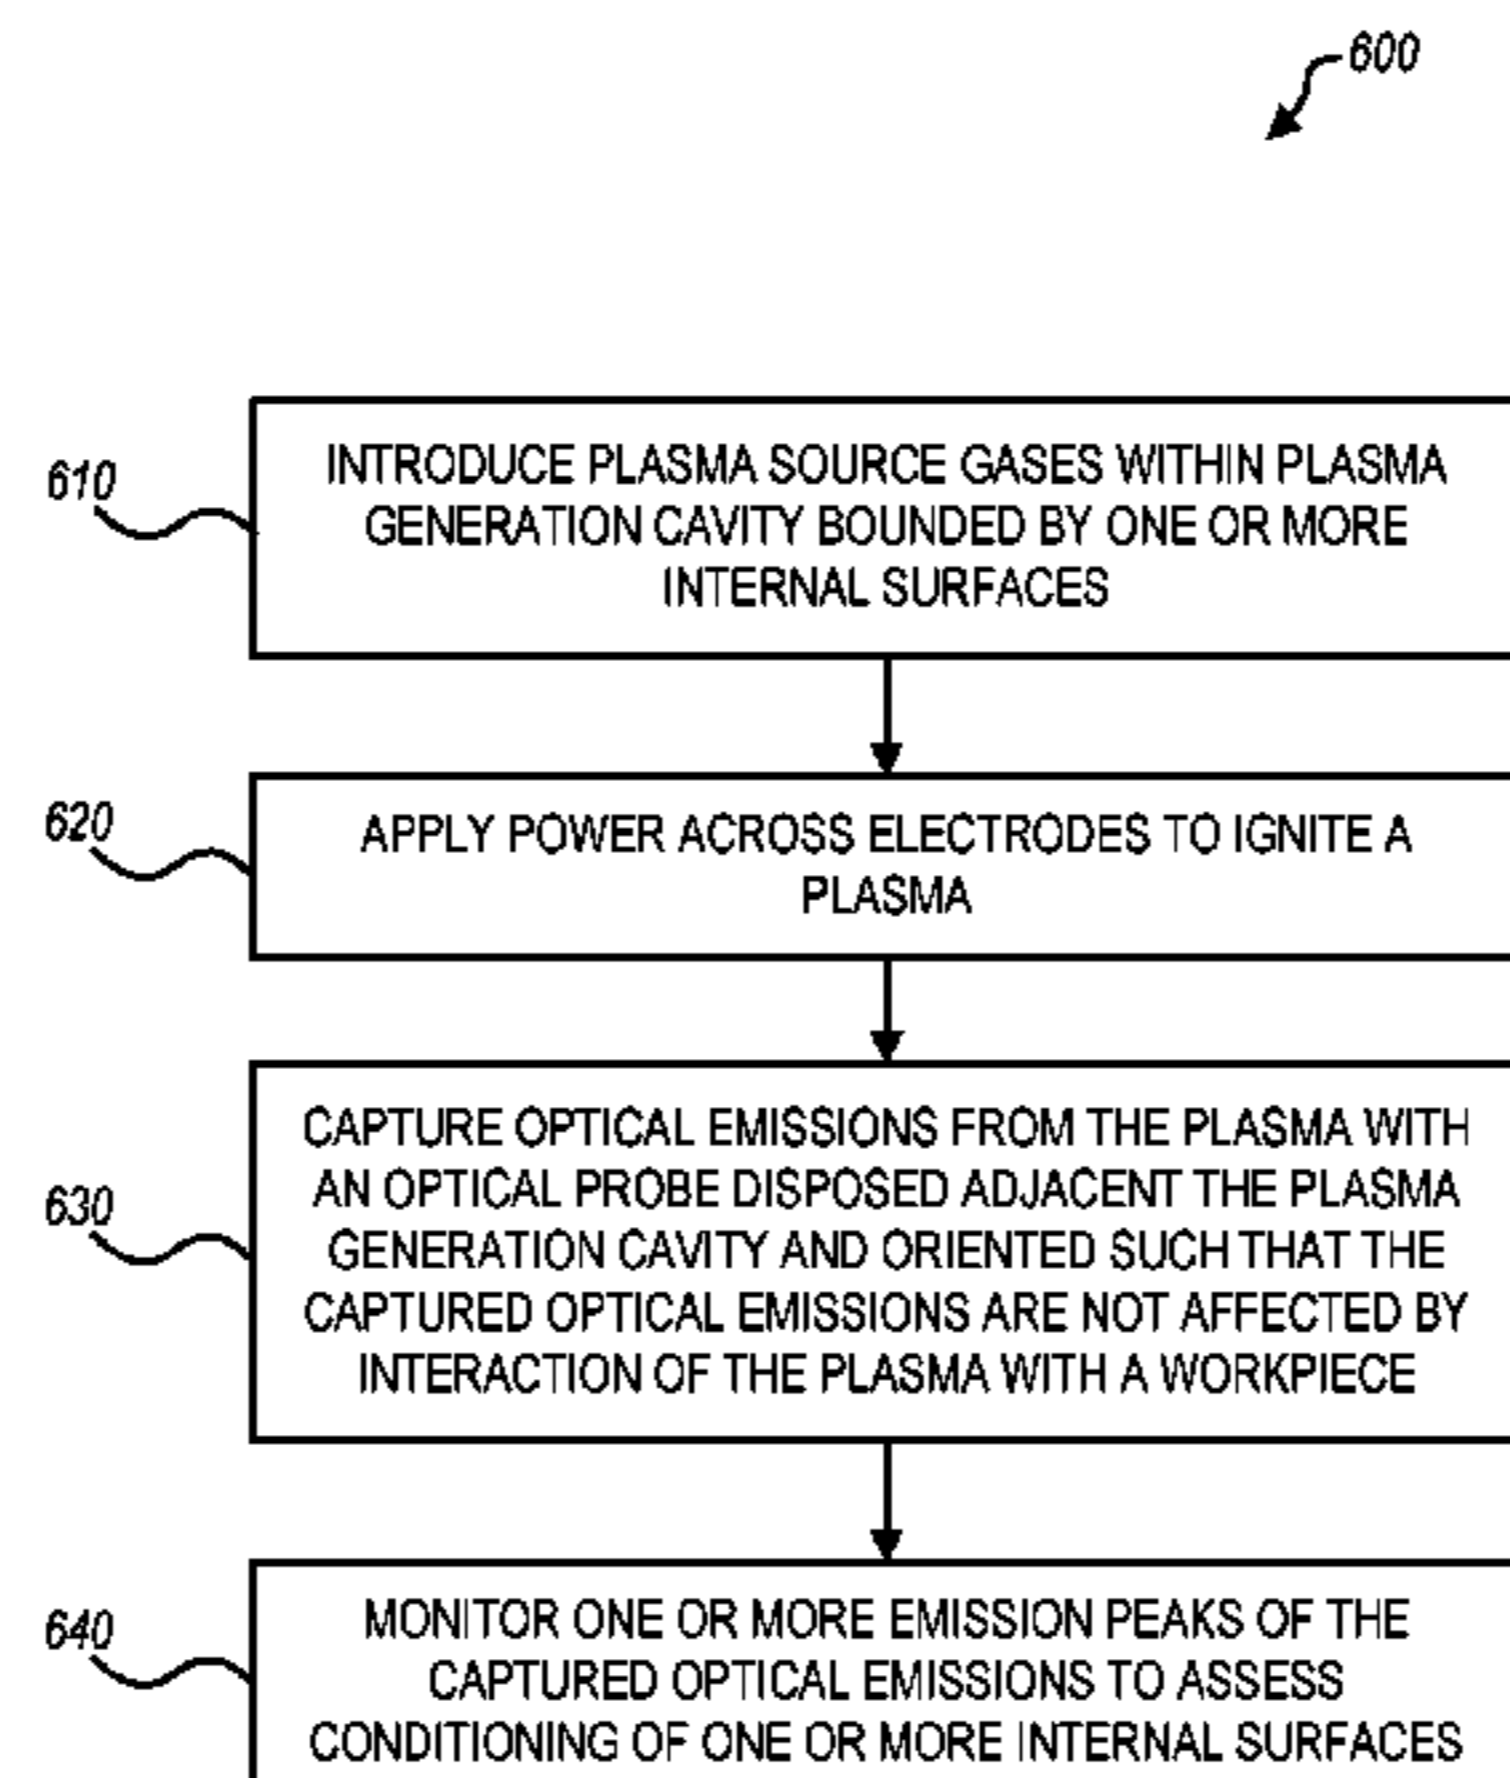 600
610
INTRODUCE PLASMA SOURCE GASES WITHIN PLASMA
GENERATION CAVITY BOUNDED BY ONE OR MORE
INTERNAL SURFACES
620
APPLY POWER ACROSS ELECTRODES TO IGNITE A
PLASMA
630
CAPTURE OPTICAL EMISSIONS FROM THE PLASMA WITH
AN OPTICAL PROBE DISPOSED ADJACENT THE PLASMA
GENERATION CAVITY AND ORIENTED SUCH THAT THE
CAPTURED OPTICAL EMISSIONS ARE NOT AFFECTED BY
INTERACTION OF THE PLASMA WITH A WORKPIECE
640
MONITOR ONE OR MORE EMISSION PEAKS OF THE
CAPTURED OPTICAL EMISSIONS TO ASSESS
CONDITIONING OF ONE OR MORE INTERNAL SURFACES